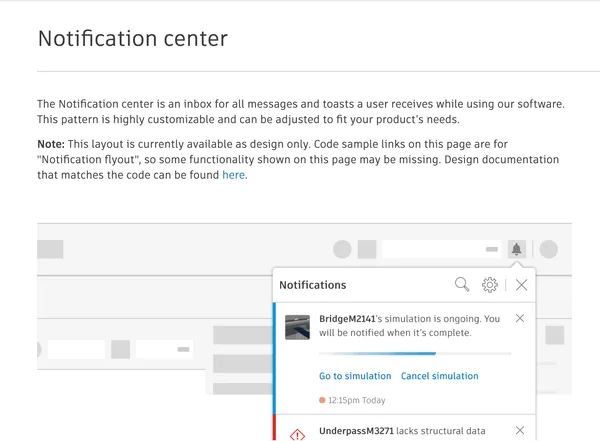 Notification center
The Notification center is an inbox for all messages and toasts a user receives while using our software.
This pattern is highly customizable and can be adjusted to fit your product's needs.
Note: This layout is currently available as design only. Code sample links on this page are for
"Notification flyout", so some functionality shown on this page may be missing. Design documentation
that matches the code can be found here.
Notifications
BridgeM2141's simulation is ongoing. You
will be notified when it's complete.
Go to simulation Cancel simulation
12:15pm Today
UnderpassM3271 lacks structural data